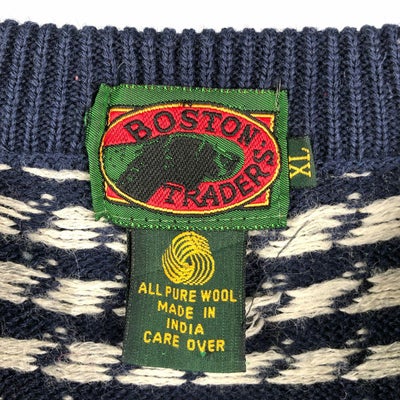 BOSTON
TRADERS
XL
ALL PURE WOOL
MADE IN
INDIA
CARE OVER